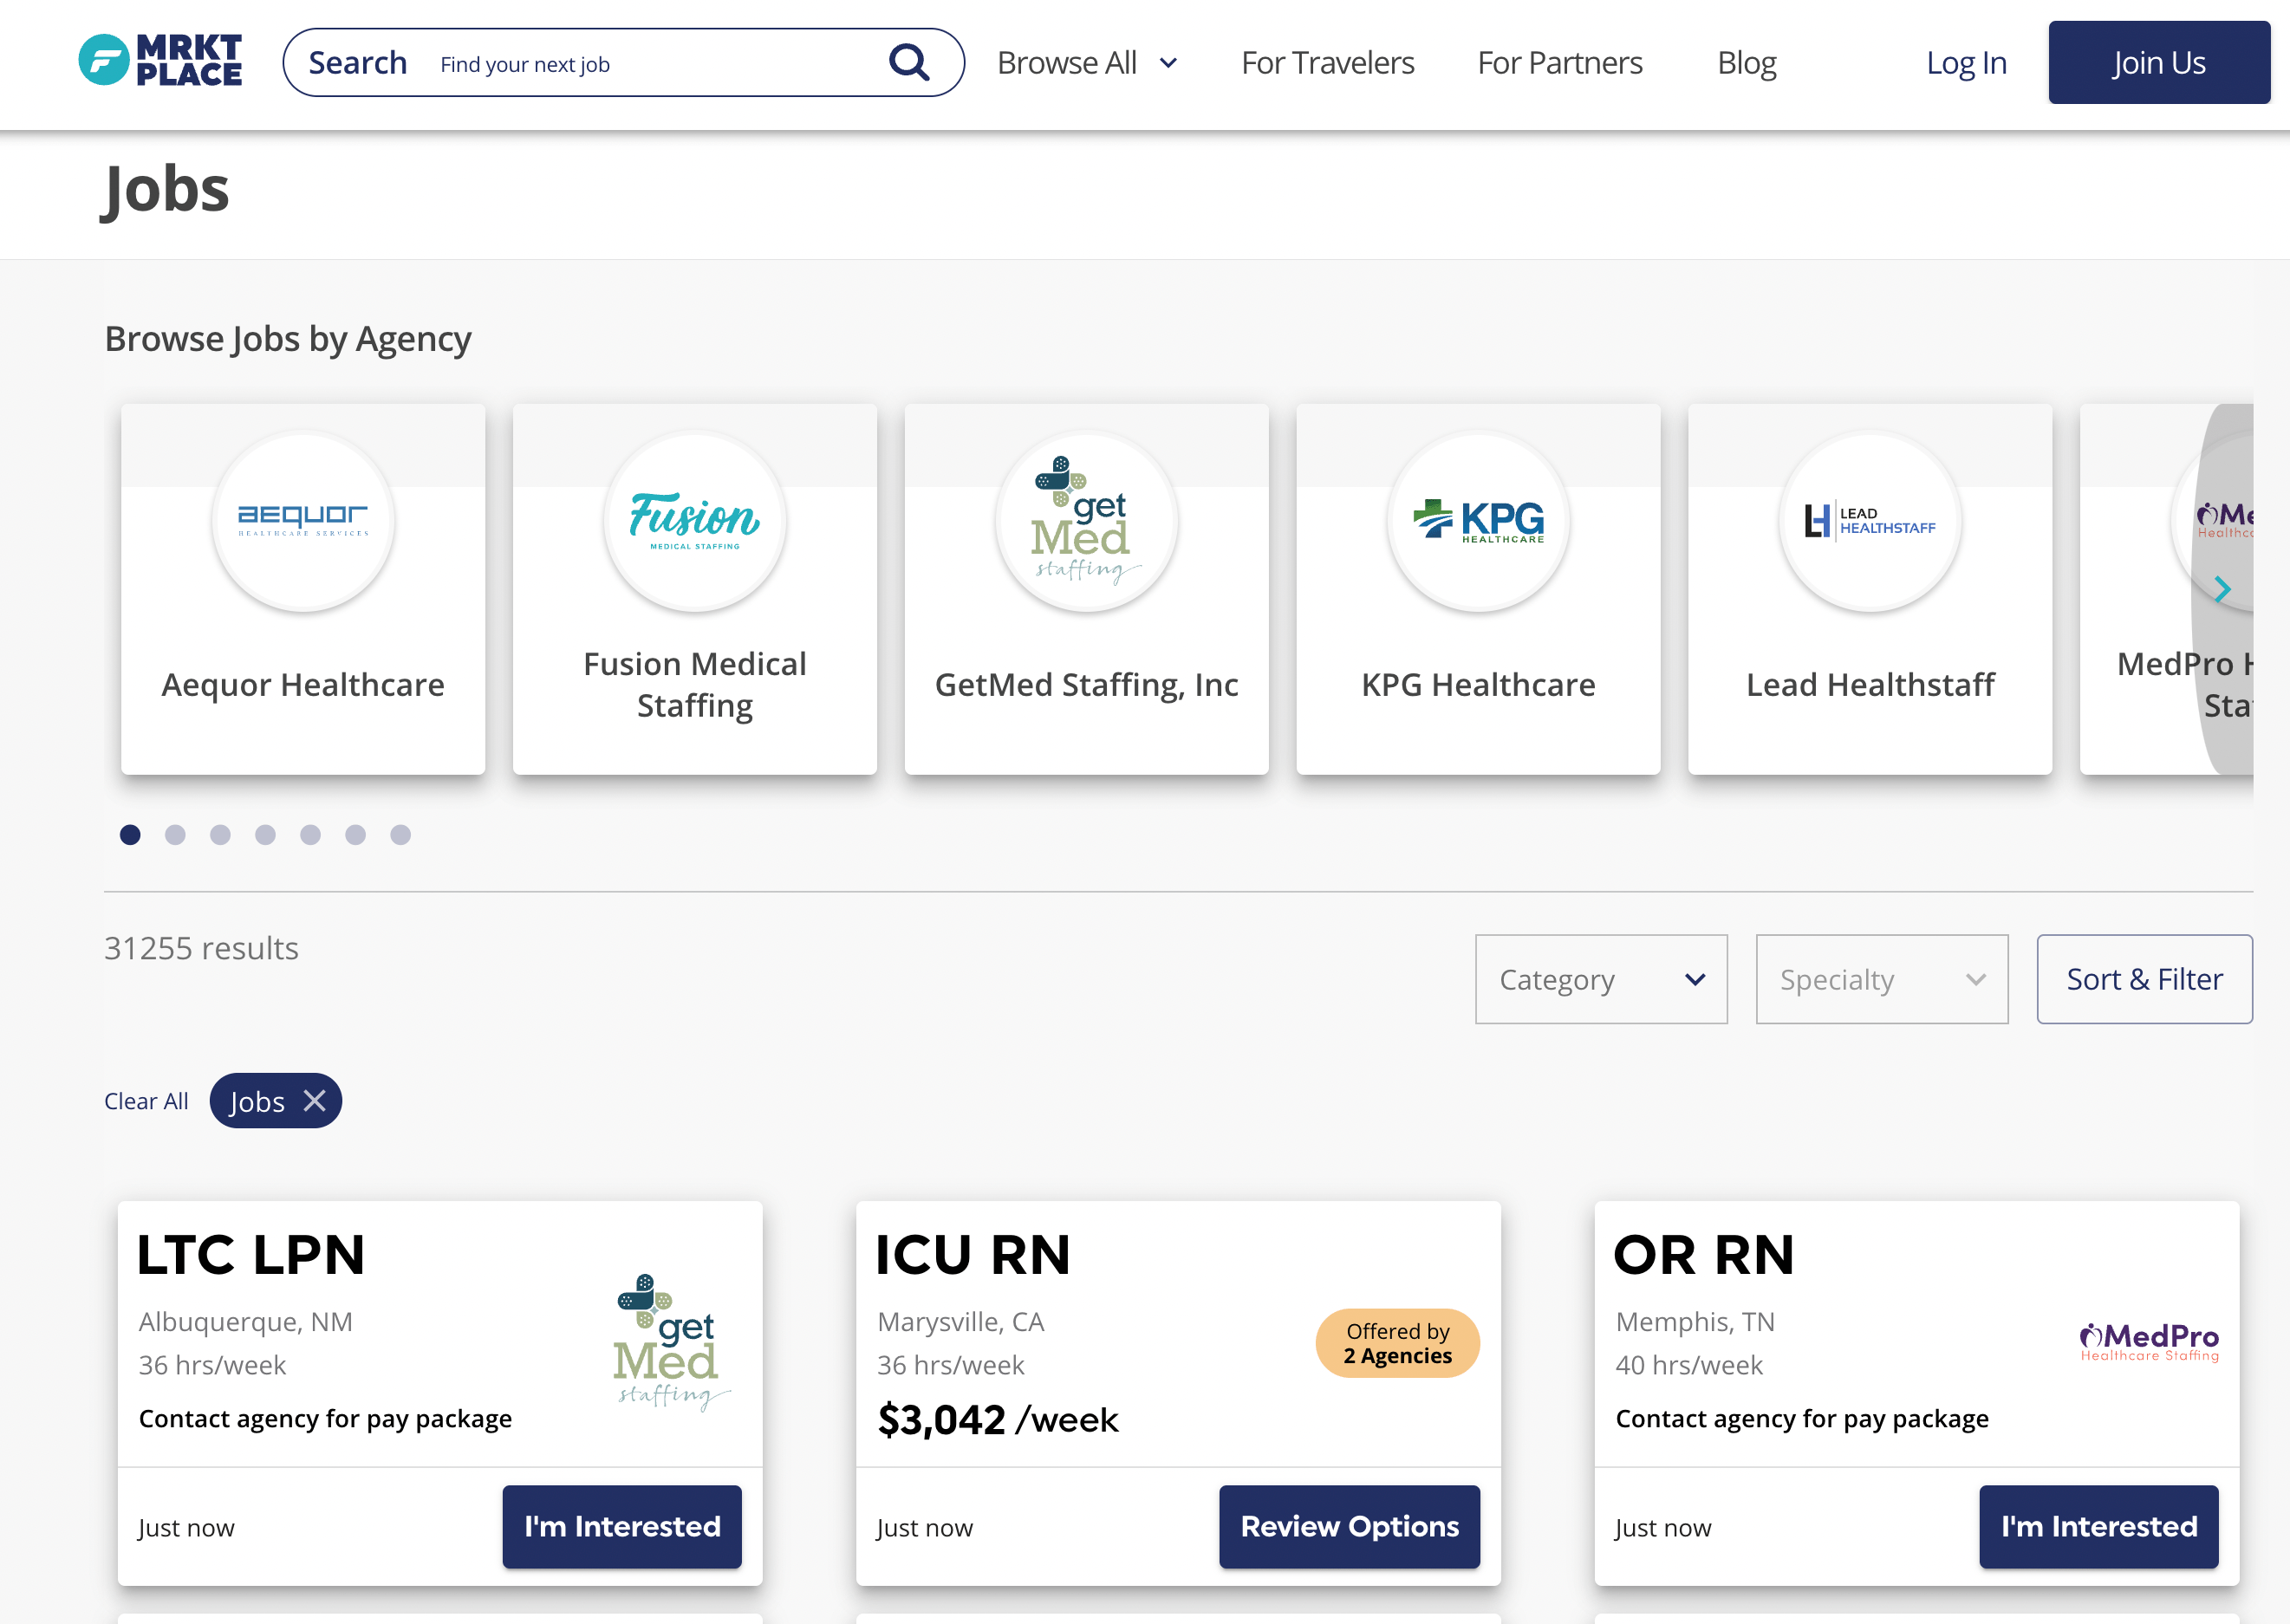 MRKT
PLACE
Search Find your next job
Browse All
For Travelers
For Partners
Blog
Log In
Join Us
Jobs
Browse Jobs by Agency
aequor
HEALTHCARE SERVICES
Aequor Healthcare
Fusion
MEDICAL STAFFING
Fusion Medical
Staffing
get
Med
staffing
GetMed Staffing, Inc
KPG
HEALTHCARE
KPG Healthcare
LH LEAD
HEALTHSTAFF
Lead Healthstaff
MedPro
31255 results
Category
Specialty
Sort & Filter
Clear All
Jobs
LTC LPN
Albuquerque, NM
36 hrs/week
Contact agency for pay package
get
Med
staffing
Just now
I'm Interested
ICU RN
Marysville, CA
36 hrs/week
$3,042 /week
Offered by
2 Agencies
Just now
Review Options
OR RN
Memphis, TN
40 hrs/week
Contact agency for pay package
MedPro
Healthcare Staffing
Just now
I'm Interested